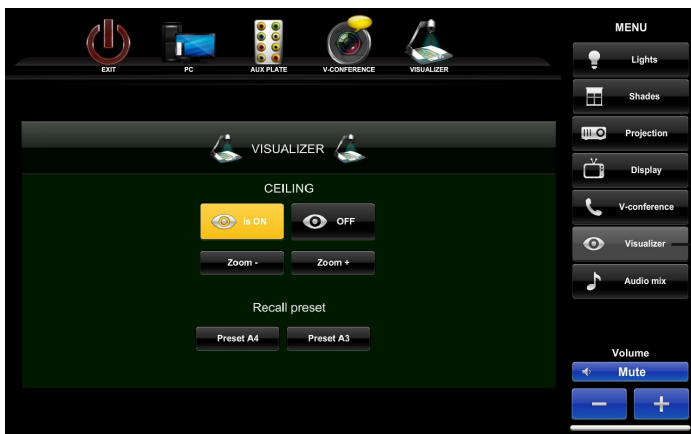 EXIT
PC
AUX PLATE
V-CONFERENCE
VISUALIZER
VISUALIZER
CEILING
is ON
OFF
Zoom -
Zoom +
Recall preset
Preset A4
Preset A3
MENU
Lights
Shades
Projection
Display
V-conference
Visualizer
Audio mix
Volume
Mute